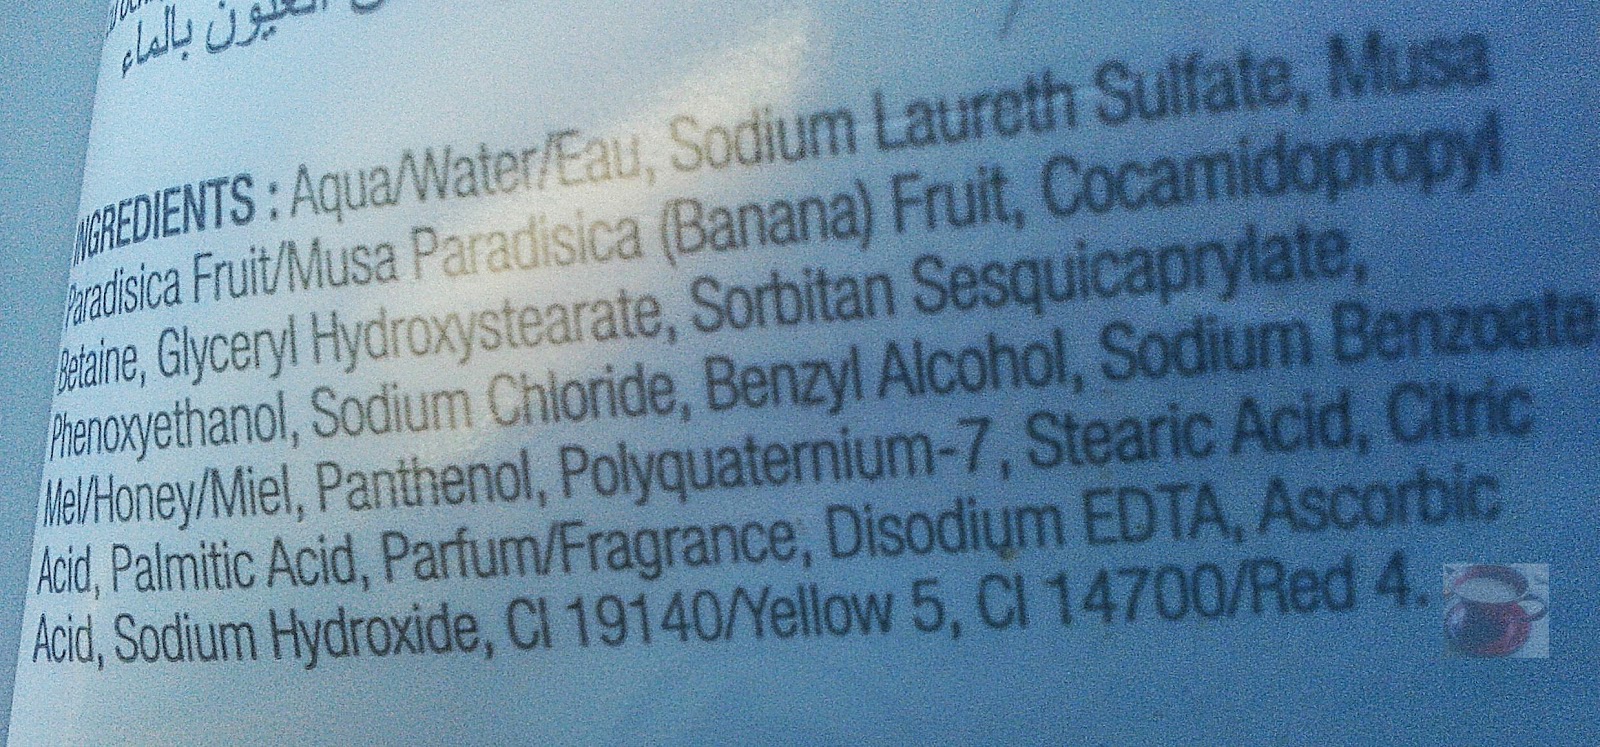 العيون بالماء
INGREDIENTS : Aqua/Water/Eau, Sodium Laureth Sulfate, Musa
Paradisica Fruit/Musa Paradisica (Banana) Fruit, Cocamidopropyl
Betaine, Glyceryl Hydroxystearate, Sorbitan Sesquicaprylate,
Phenoxyethanol, Sodium Chloride, Benzyl Alcohol, Sodium Benzoate
Mel/Honey/Miel, Panthenol, Polyquaternium-7, Stearic Acid, Citric
Acid, Palmitic Acid, Parfum/Fragrance, Disodium EDTA, Ascorbic
Acid, Sodium Hydroxide, CI 19140/Yellow 5, CI 14700/Red 4.